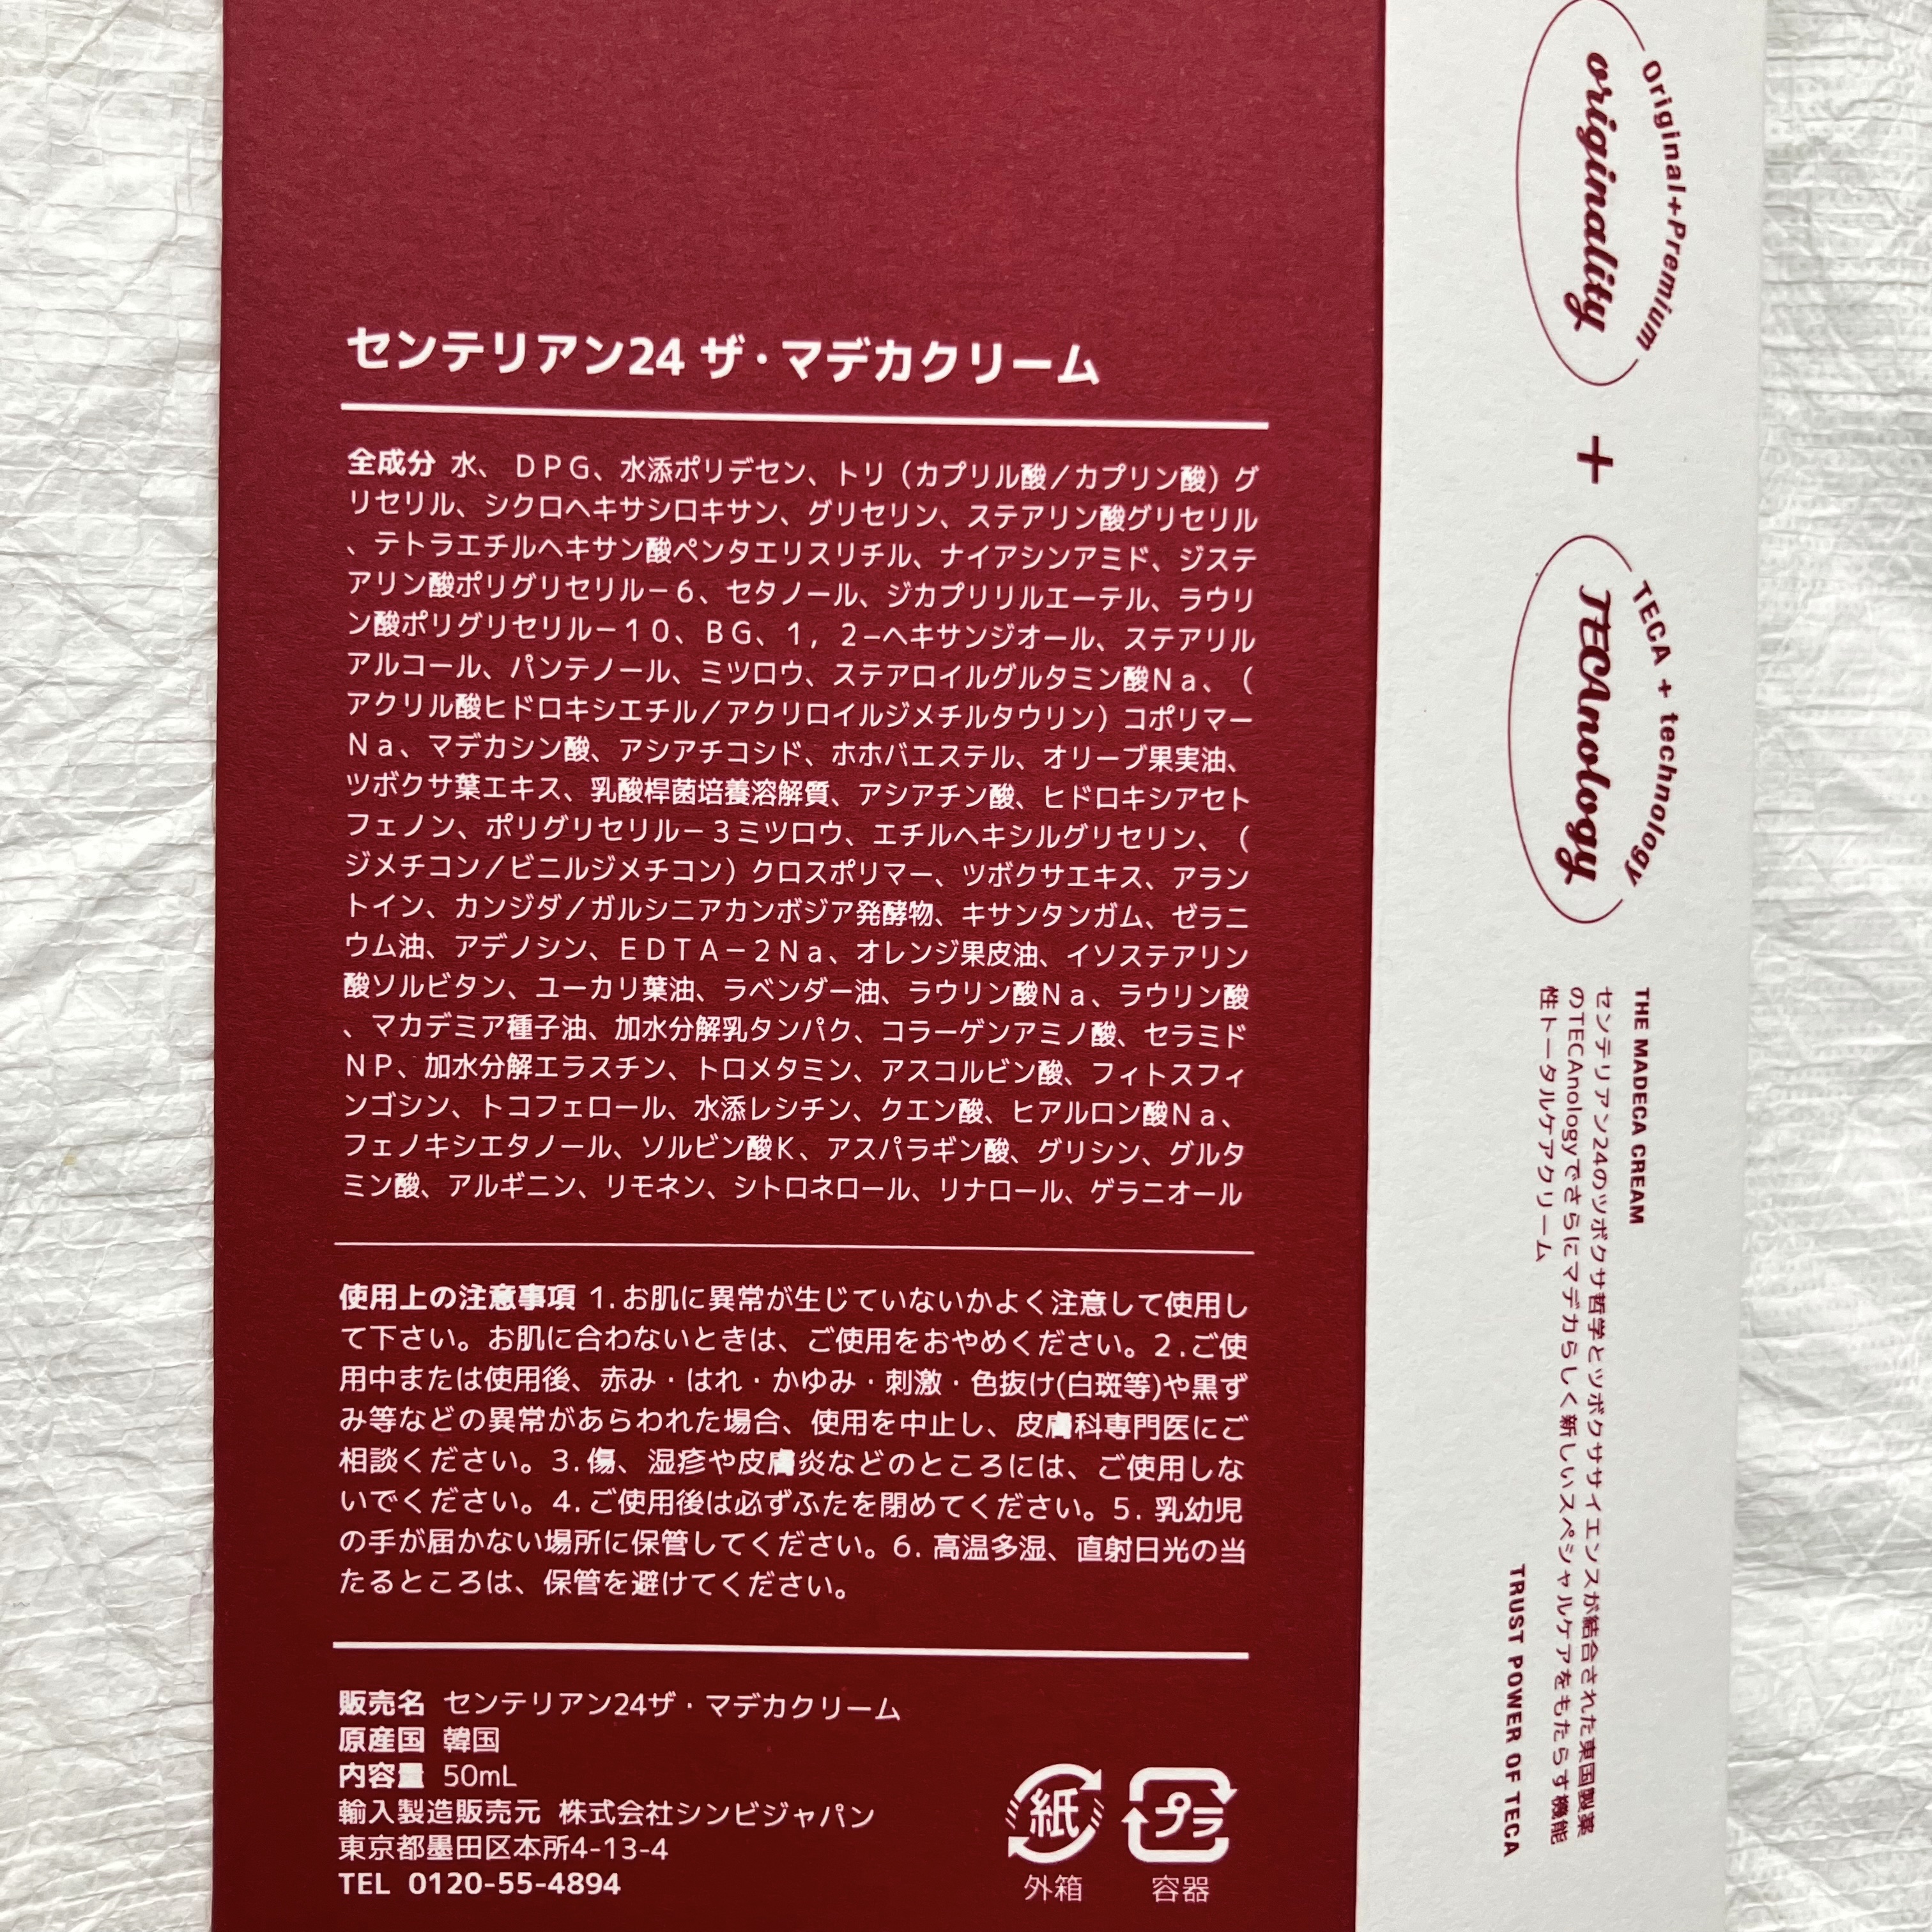 センテリアン24 ザ・マデカクリーム
全成分 水、ＤＰＧ、水添ポリデセン、トリ（カプリル酸／カプリン酸）グ
リセリル、シクロヘキサシロキサン、グリセリン、ステアリン酸グリセリル
、テトラエチルヘキサン酸ペンタエリスリチル、ナイアシンアミド、ジステ
アリン酸ポリグリセリル－６、セタノール、ジカプリリルエーテル、ラウリ
ン酸ポリグリセリル－１０、ＢＧ、１，２–ヘキサンジオール、ステアリル
アルコール、パンテノール、ミツロウ、ステアロイルグルタミン酸Ｎａ、（
アクリル酸ヒドロキシエチル／アクリロイルジメチルタウリン）コポリマー
Ｎａ、マデカシン酸、アシアチコシド、ホホバエステル、オリーブ果実油、
ツボクサ葉エキス、乳酸桿菌培養溶解質、アシアチン酸、ヒドロキシアセト
フェノン、ポリグリセリル－３ミツロウ、エチルヘキシルグリセリン、（
ジメチコン／ビニルジメチコン）クロスポリマー、ツボクサエキス、アラン
トイン、カンジダ／ガルシニアカンボジア発酵物、キサンタンガム、ゼラニ
ウム油、アデノシン、ＥＤＴＡ－２Ｎａ、オレンジ果皮油、イソステアリン
酸ソルビタン、ユーカリ葉油、ラベンダー油、ラウリン酸Ｎａ、ラウリン酸
、マカデミア種子油、加水分解乳タンパク、コラーゲンアミノ酸、セラミド
ＮＰ、加水分解エラスチン、トロメタミン、アスコルビン酸、フィトスフィ
ンゴシン、トコフェロール、水添レシチン、クエン酸、ヒアルロン酸Ｎａ、
フェノキシエタノール、ソルビン酸Ｋ、アスパラギン酸、グリシン、グルタ
ミン酸、アルギニン、リモネン、シトロネロール、リナロール、ゲラニオール
使用上の注意事項 1.お肌に異常が生じていないかよく注意して使用し
て下さい。お肌に合わないときは、ご使用をおやめください。2.ご使
用中または使用後、赤み・はれ・かゆみ・刺激・色抜け(白斑等)や黒ず
み等などの異常があらわれた場合、使用を中止し、皮膚科専門医にご
相談ください。3.傷、湿疹や皮膚炎などのところには、ご使用しな
いでください。4.ご使用後は必ずふたを閉めてください。5. 乳幼児
の手が届かない場所に保管してください。6. 高温多湿、直射日光の当
たるところは、保管を避けてください。
販売名 センテリアン24ザ・マデカクリーム
原産国 韓国
内容量 50mL
輸入製造販売元 株式会社シンビジャパン
東京都墨田区本所4-13-4
TEL 0120-55-4894
紙
外箱
プラ
容器
Original+Premium
originality
+
TECA + technology
TECAnology
THE MADECA CREAM
センテリアン24のツボクサ哲学とツボクササイエンスが結合された東国製薬
のTECAnologyでさらにマデカらしく新しいスペシャルケアをもたらす機能
性トータルケアクリーム
TRUST POWER OF TECA